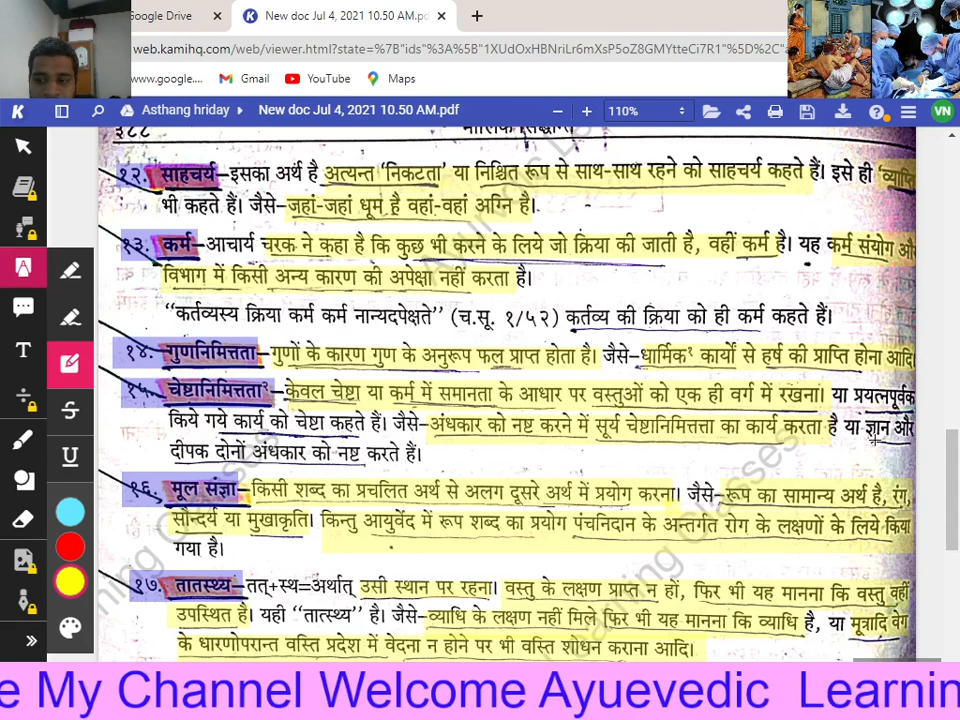 Google Drive
New doc Jul 4, 2021 10.50 AM.pd
web.kamihq.com/web/viewer.html?state=%7B"ids"%3A%5B"1XUdOxHBNriLr6mXsP5oZ8GMYtteCi7R1"%5D%2C"a
www.google....
Gmail
YouTube
Maps
K
Asthang hriday
New doc Jul 4, 2021 10.50 AM.pdf
110%
VN
३८८
१२. साहचर्य–इसका अर्थ है अत्यन्त 'निकटता' या निश्चित रूप से साथ-साथ रहने को साहचर्य कहते हैं। इसे ही 'व्याप्ति
भी कहते हैं। जैसे–जहां-जहां धूम है वहां-वहां अग्नि है।
१३. कर्म–आचार्य चरक ने कहा है कि कुछ भी करने के लिये जो क्रिया की जाती है, वहीं कर्म है। यह कर्म संयोग और
विभाग में किसी अन्य कारण की अपेक्षा नहीं करता है।
"कर्तव्यस्य क्रिया कर्म कर्म नान्यदपेक्षते" (च.सू. १/५२) कर्तव्य की क्रिया को ही कर्म कहते हैं।
१४. गुणनिमित्तता–गुणों के कारण गुण के अनुरूप फल प्राप्त होता है। जैसे–धार्मिक¹ कार्यों से हर्ष की प्राप्ति होना आदि
१५. चेष्टानिमित्तता²–केवल चेष्टा या कर्म में समानता के आधार पर वस्तुओं को एक ही वर्ग में रखना। या प्रयत्नपूर्वक
किये गये कार्य को चेष्टा कहते हैं। जैसे–अंधकार को नष्ट करने में सूर्य चेष्टानिमित्तता का कार्य करता है या ज्ञान और
दीपक दोनों अंधकार को नष्ट करते हैं।
१६. मूल संज्ञा–किसी शब्द का प्रचलित अर्थ से अलग दूसरे अर्थ में प्रयोग करना। जैसे–रूप का सामान्य अर्थ है, रंग,
सौन्दर्य या मुखाकृति। किन्तु आयुर्वेद में रूप शब्द का प्रयोग पंचनिदान के अन्तर्गत रोग के लक्षणों के लिये किया
गया है।
१७. तातस्थ्य–तत्+स्थ=अर्थात् उसी स्थान पर रहना। वस्तु के लक्षण प्राप्त न हों, फिर भी यह मानना कि वस्तु वहीं
उपस्थित है। यही "तात्स्थ्य" है। जैसे–व्याधि के लक्षण नहीं मिले फिर भी यह मानना कि व्याधि है, या मूत्रादि वेग
के धारणोपरान्त वस्ति प्रदेश में वेदना न होने पर भी वस्ति शोधन कराना आदि।
e My Channel Welcome Ayuevedic Learnin